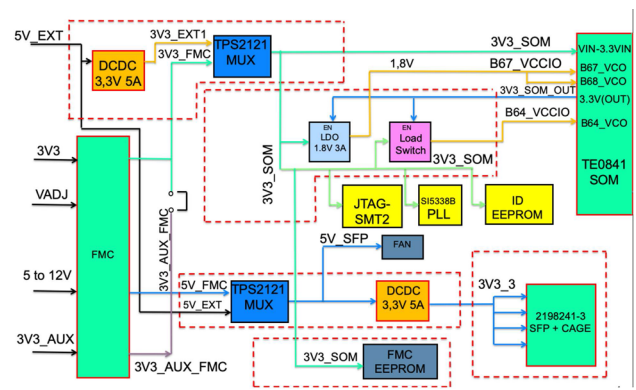 5V_EXT
DCDC
3,3V 5A
3V3_EXT1
3V3_FMC
TPS2121
MUX
3V3_SOM
VIN-3.3VIN
1,8V
B67_VCCIO
B67_VCO
B68_VCO
3V3_SOM_OUT
3.3V(OUT)
B64_VCCIO
B64_VCO
TE0841
SOM
EN
LDO
1.8V 3A
EN
Load
Switch
3V3_SOM
3V3_SOM
3V3
VADJ
FMC
5 to 12V
3V3_AUX
3V3_AUX_FMC
3V3_AUX_FMC
JTAG-
SMT2
SI5338B
PLL
ID
EEPROM
5V_SFP
FAN
5V_FMC
5V_EXT
TPS2121
MUX
DCDC
3,3V 5A
3V3_3
2198241-3
SFP + CAGE
3V3_SOM
FMC
EEPROM